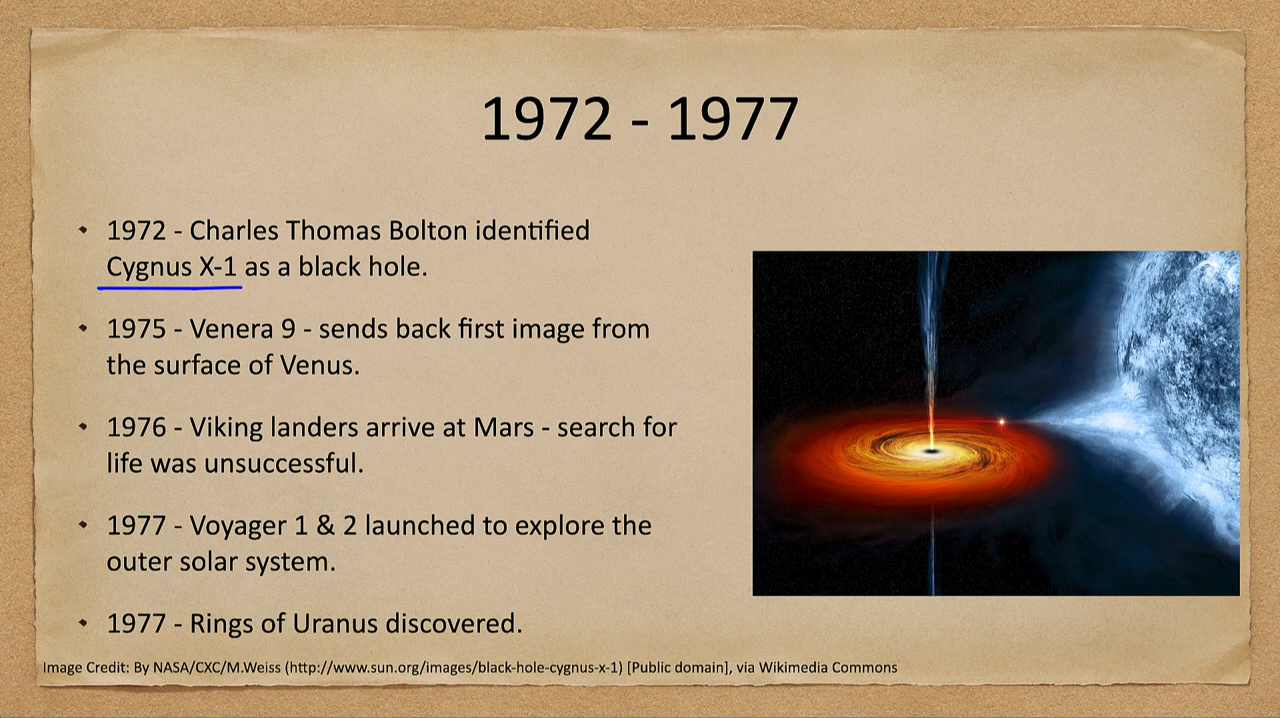 1972 - 1977
• 1972 - Charles Thomas Bolton identified
Cygnus X-1 as a black hole.
• 1975 - Venera 9 - sends back first image from
the surface of Venus.
• 1976 - Viking landers arrive at Mars - search for
life was unsuccessful.
• 1977 - Voyager 1 & 2 launched to explore the
outer solar system.
• 1977 - Rings of Uranus discovered.
Image Credit: By NASA/CXC/M.Weiss (http://www.sun.org/images/black-hole-cygnus-x-1) [Public domain], via Wikimedia Commons